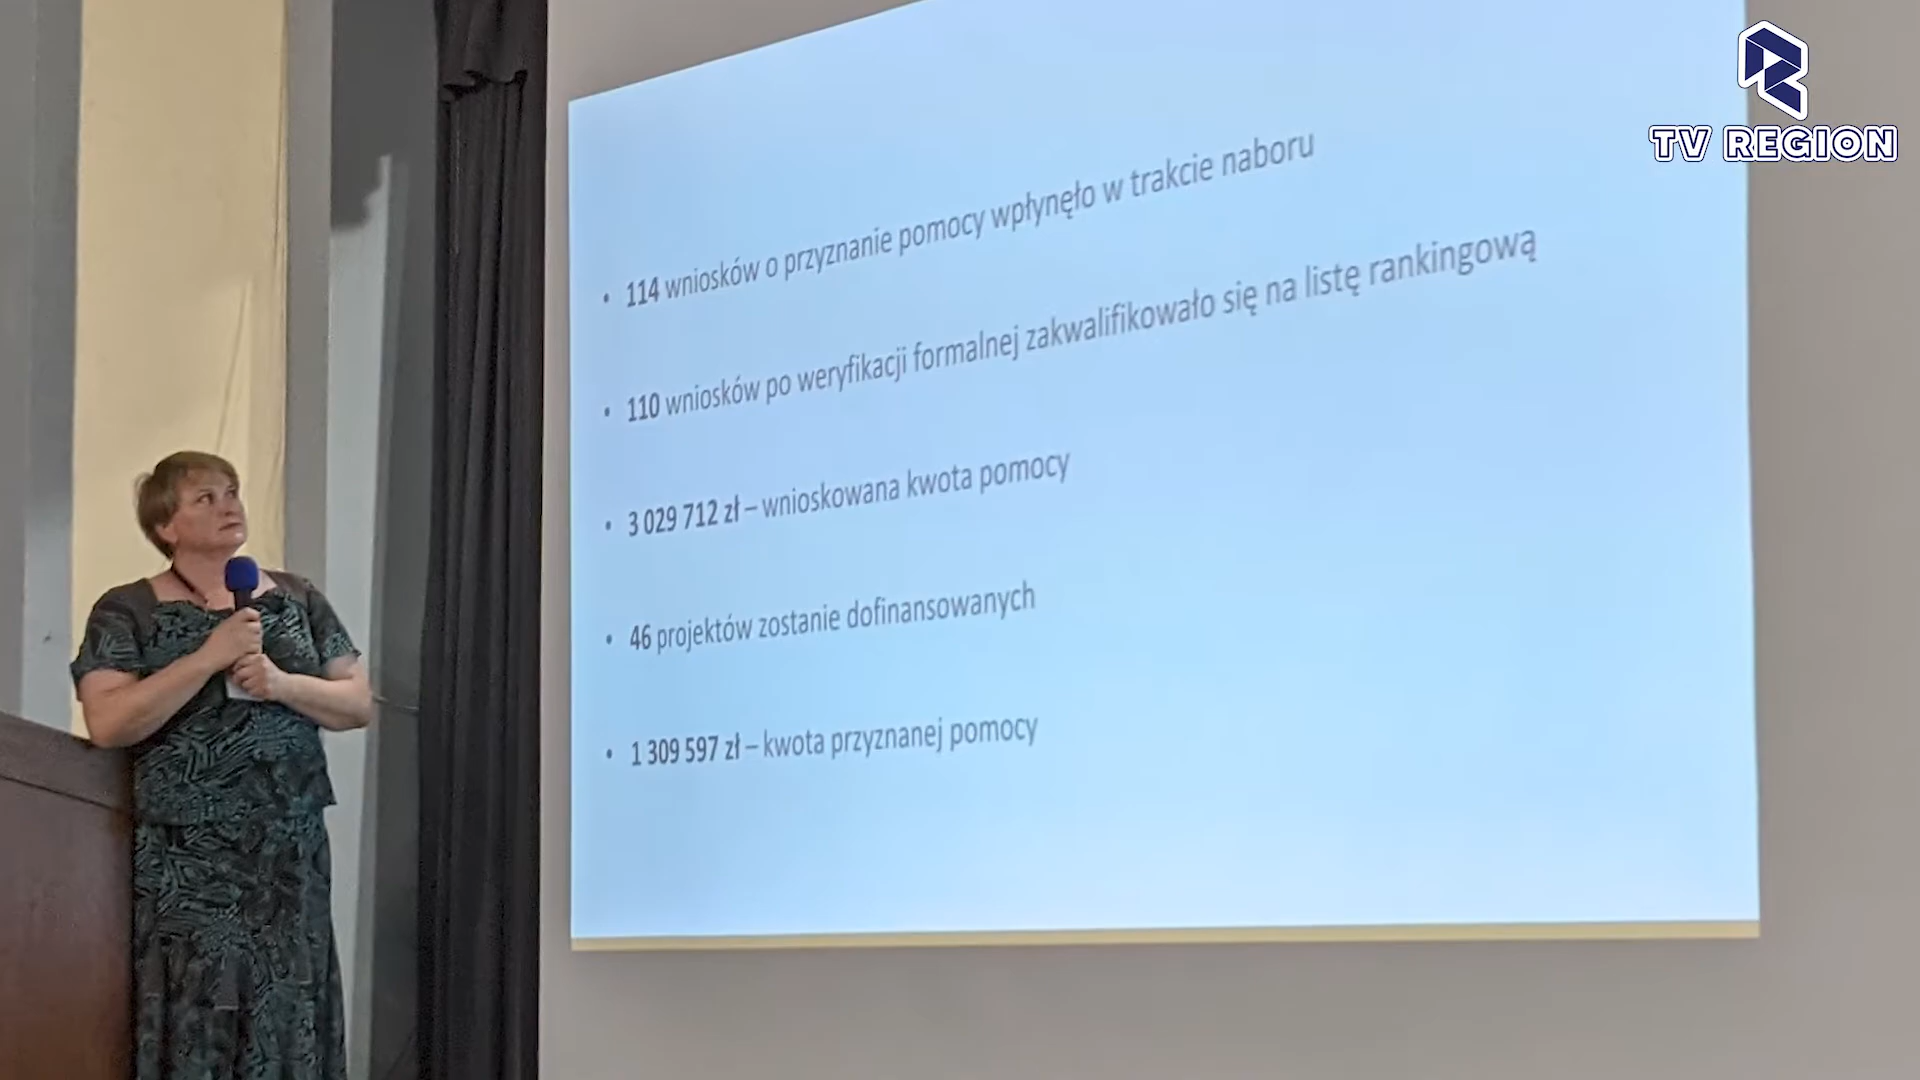 TV REGION
• 114 wniosków o przyznanie pomocy wpłynęło w trakcie naboru
• 110 wniosków po weryfikacji formalnej zakwalifikowało się na listę rankingową
• 3 029 712 zł – wnioskowana kwota pomocy
• 46 projektów zostanie dofinansowanych
• 1 309 597 zł – kwota przyznanej pomocy